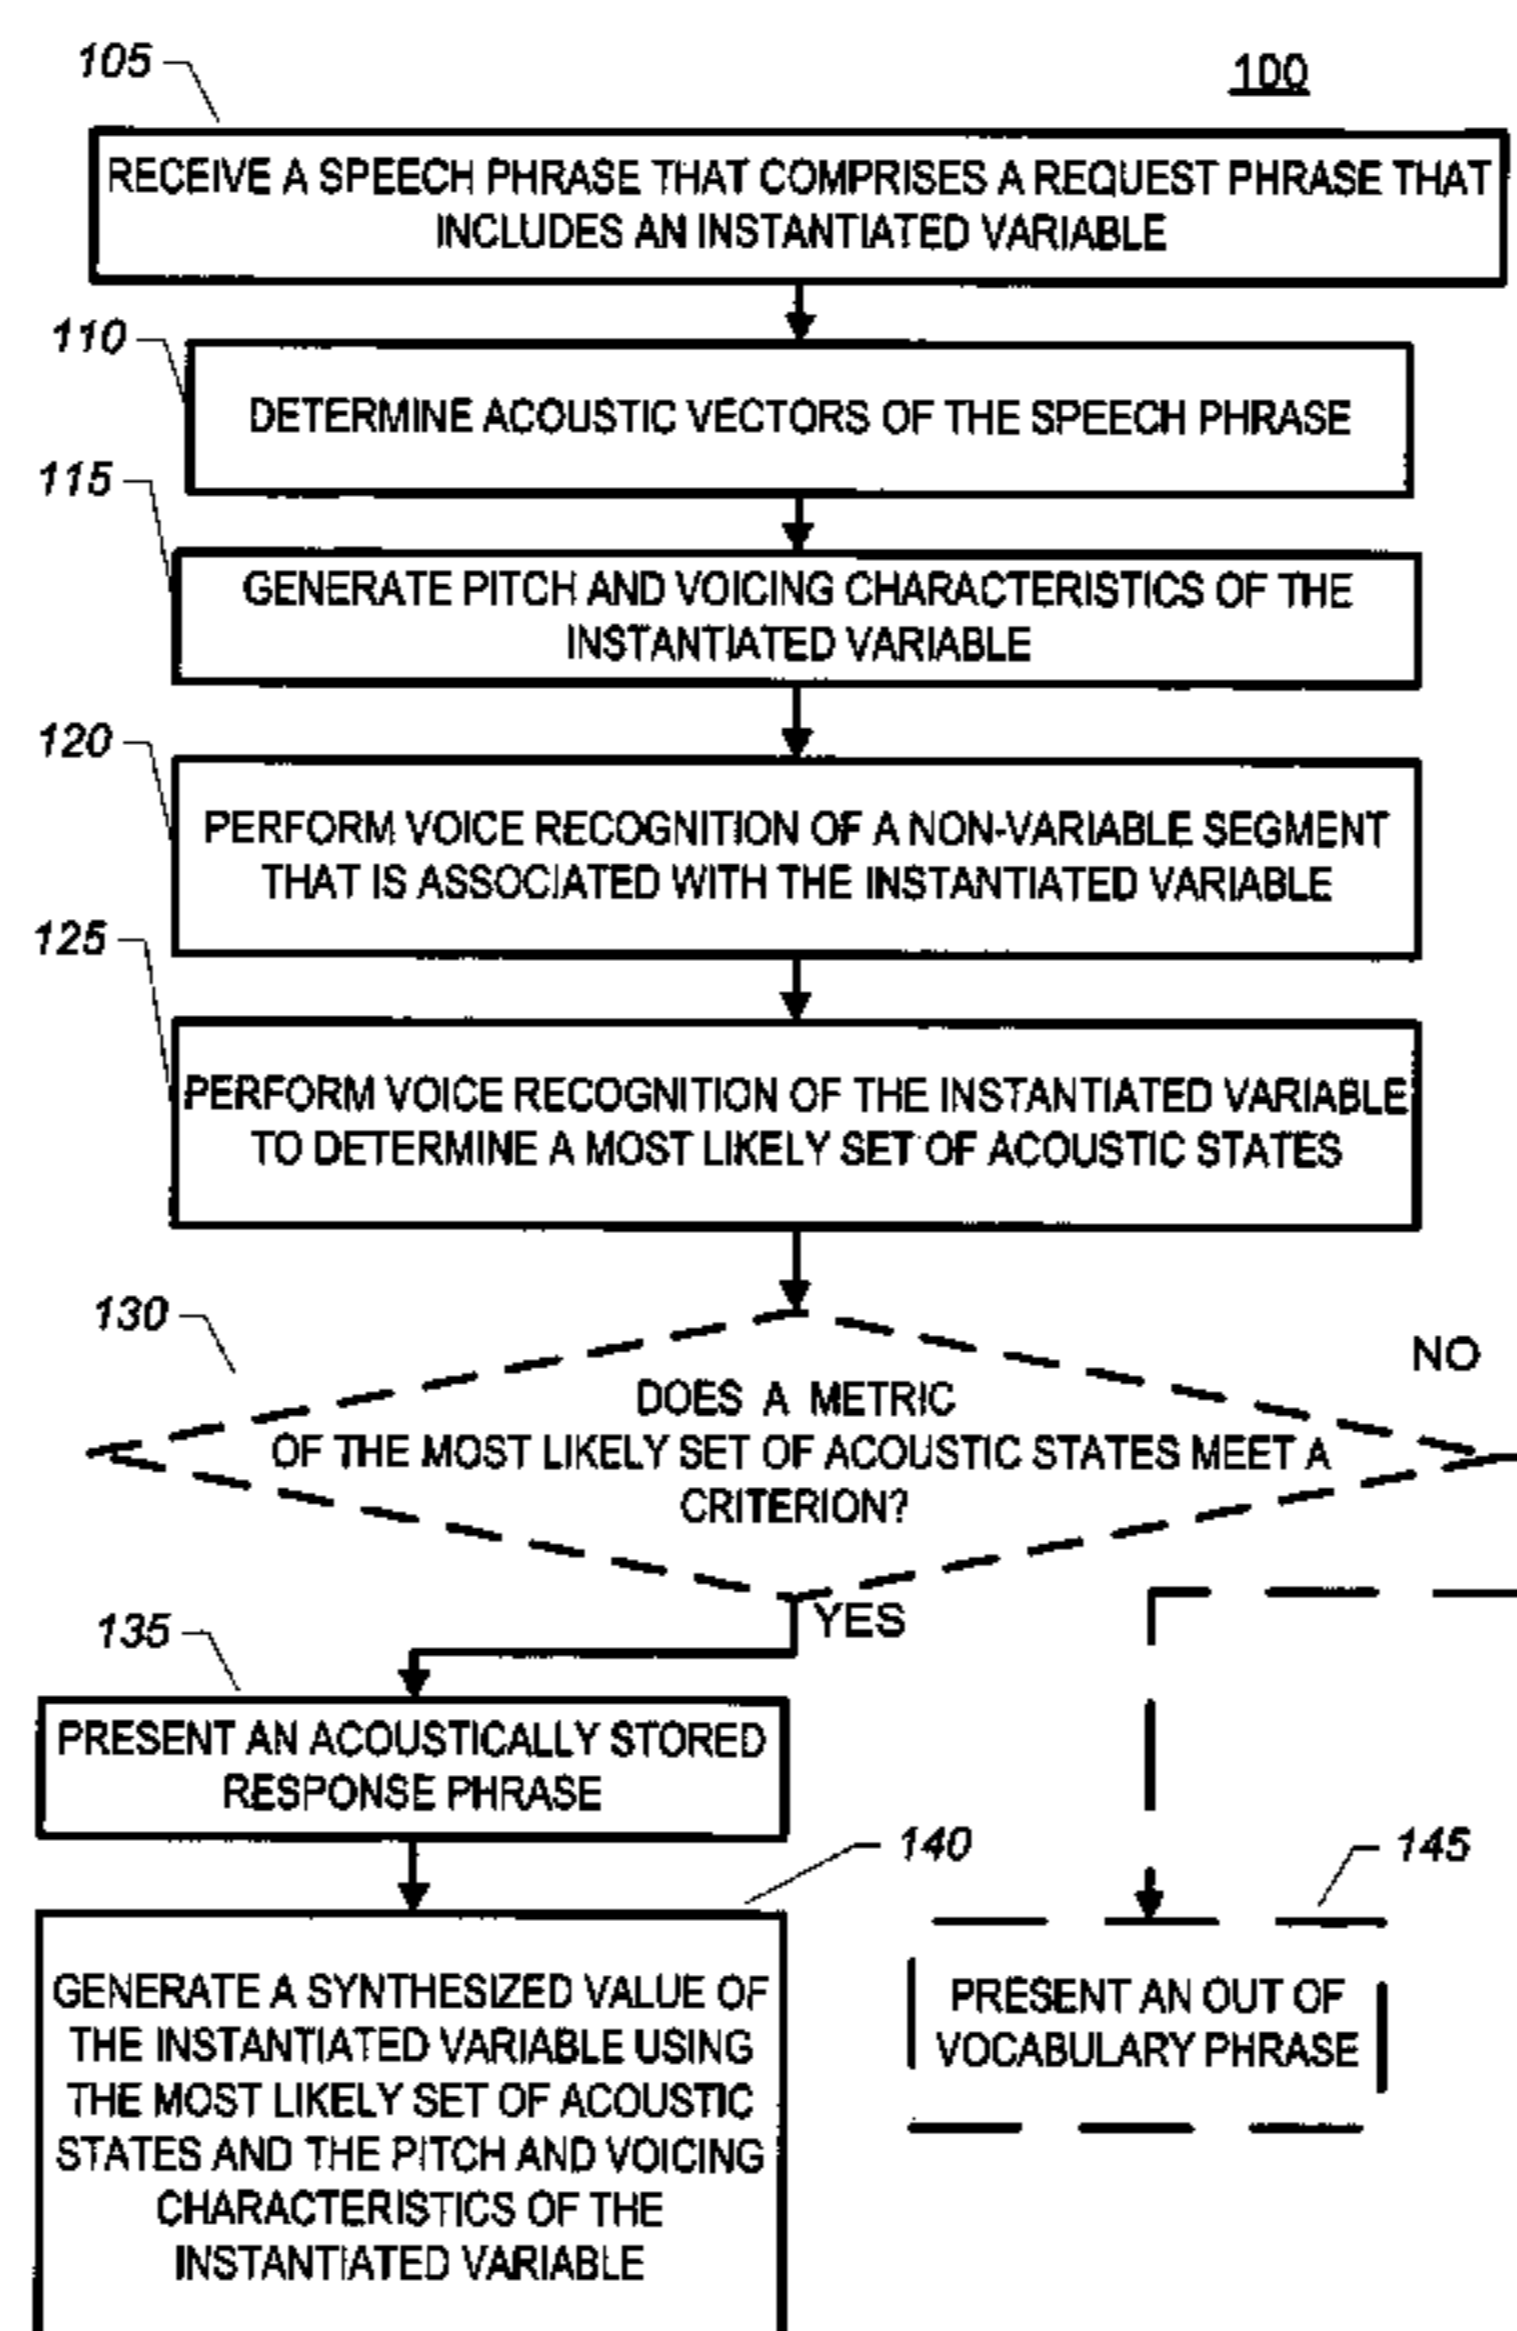 105
100
RECEIVE A SPEECH PHRASE THAT COMPRISES A REQUEST PHRASE THAT
INCLUDES AN INSTANTIATED VARIABLE
110
DETERMINE ACOUSTIC VECTORS OF THE SPEECH PHRASE
115
GENERATE PITCH AND VOICING CHARACTERISTICS OF THE
INSTANTIATED VARIABLE
120
PERFORM VOICE RECOGNITION OF A NON-VARIABLE SEGMENT
THAT IS ASSOCIATED WITH THE INSTANTIATED VARIABLE
125
PERFORM VOICE RECOGNITION OF THE INSTANTIATED VARIABLE
TO DETERMINE A MOST LIKELY SET OF ACOUSTIC STATES
130
NO
DOES A METRIC
OF THE MOST LIKELY SET OF ACOUSTIC STATES MEET A
CRITERION?
YES
135
PRESENT AN ACOUSTICALLY STORED
RESPONSE PHRASE
140
GENERATE A SYNTHESIZED VALUE OF
THE INSTANTIATED VARIABLE USING
THE MOST LIKELY SET OF ACOUSTIC
STATES AND THE PITCH AND VOICING
CHARACTERISTICS OF THE
INSTANTIATED VARIABLE
145
PRESENT AN OUT OF
VOCABULARY PHRASE